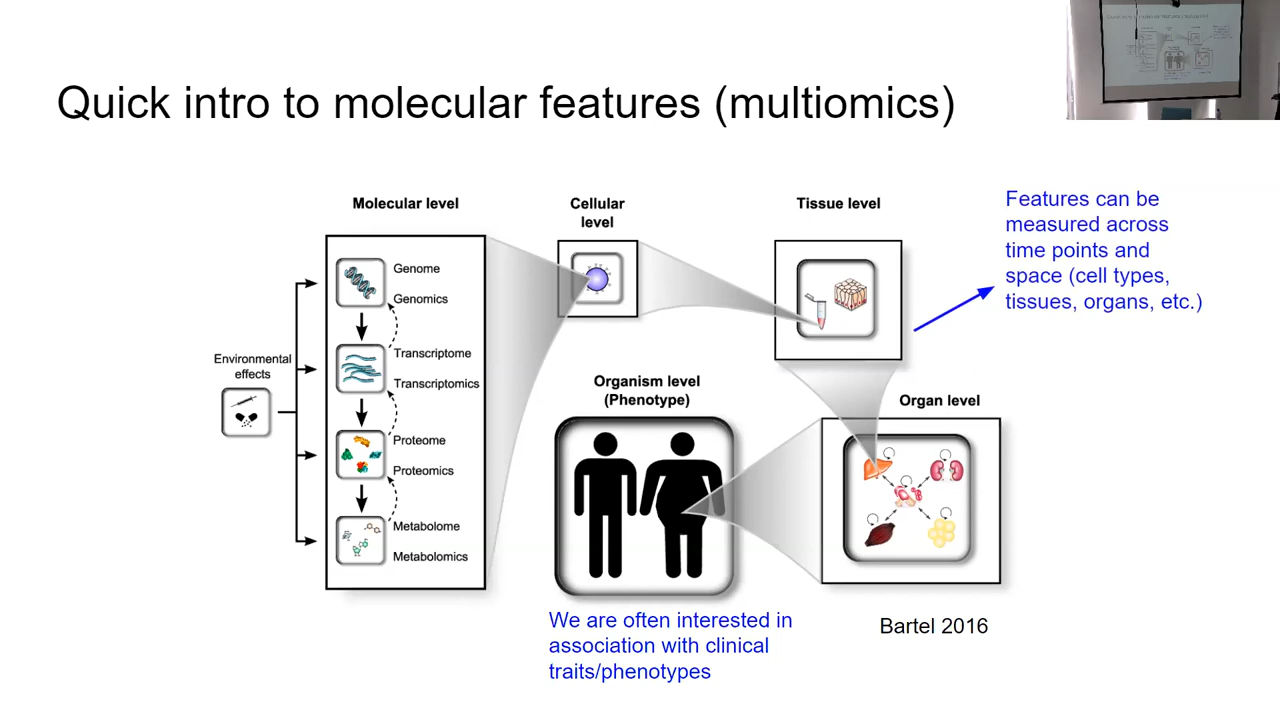 Quick intro to molecular features (multiomics)
Molecular level
Genome
Genomics
Transcriptome
Transcriptomics
Proteome
Proteomics
Metabolome
Metabolomics
Environmental
effects
Cellular
level
Tissue level
Features can be
measured across
time points and
space (cell types,
tissues, organs, etc.)
Organism level
(Phenotype)
Organ level
We are often interested in
association with clinical
traits/phenotypes
Bartel 2016